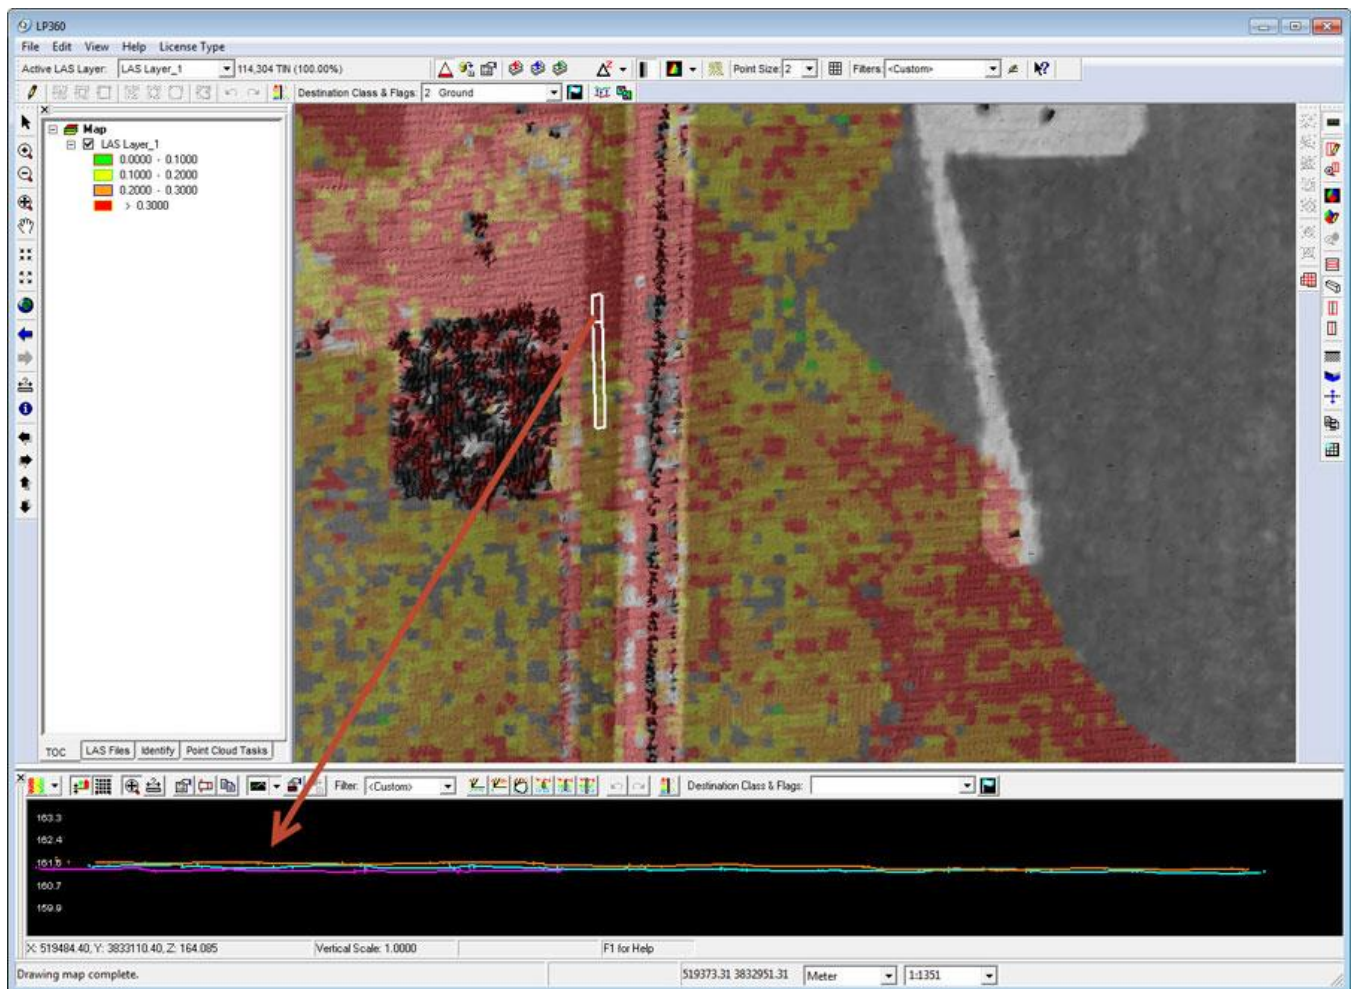 LP360
File Edit View Help License Type
Active LAS Layer: LAS Layer_1 114,304 TIN (100.00%) Point Size: 2 Filters: <Custom>
Destination Class & Flags: 2 Ground
Map
LAS Layer_1
0.0000 - 0.1000
0.1000 - 0.2000
0.2000 - 0.3000
> 0.3000
TOC LAS Files Identify Point Cloud Tasks
Filter: <Custom> Destination Class & Flags:
163.3
162.4
160.7
159.9
X: 519484.40, Y: 3833110.40, Z: 164.085 Vertical Scale: 1.0000 F1 for Help
Drawing map complete. 519373.31 3832951.31 Meter 1:1351